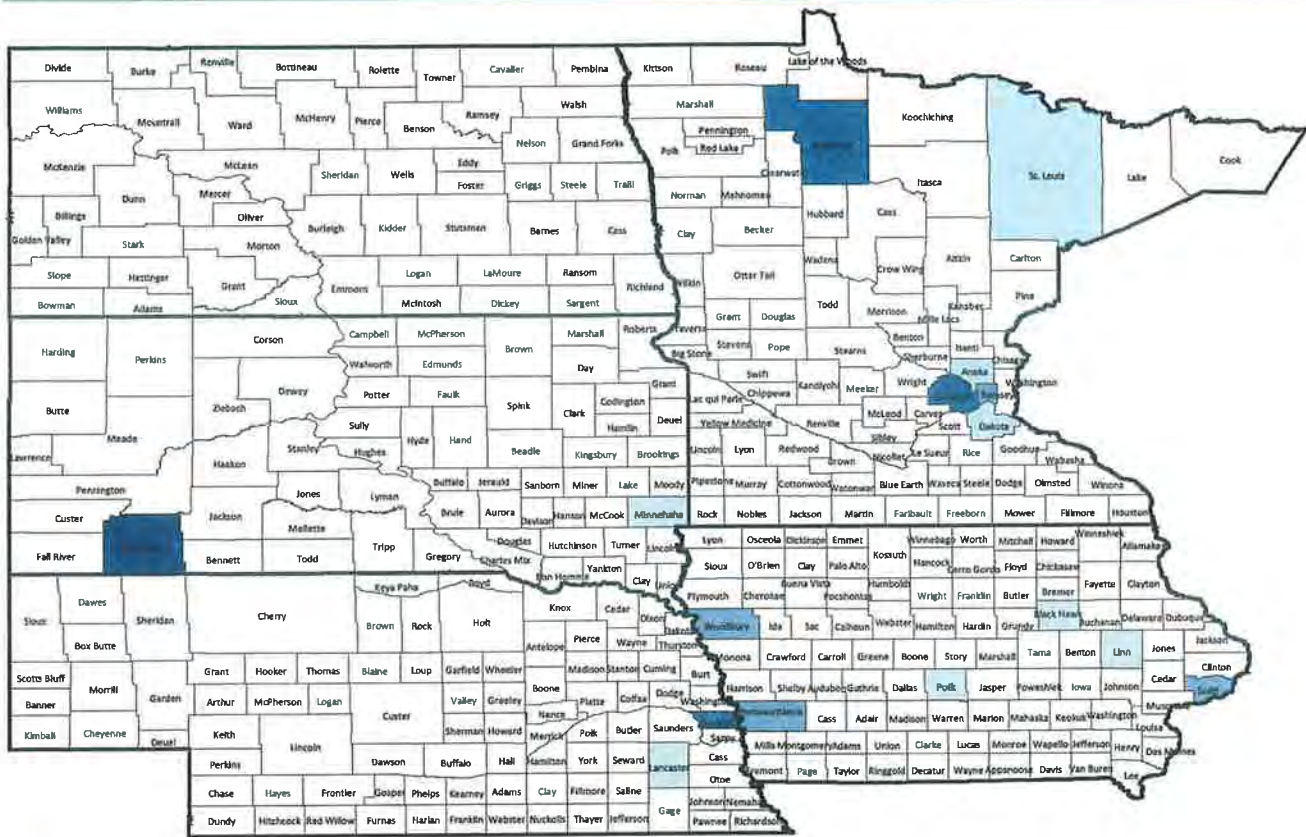 Divide
Burke
Renville
Bottineau
Rolette
Towner
Cavalier
Pembina
Williams
Mountrail
Ward
McHenry
Pierce
Benson
Ramsey
Walsh
Nelson
Grand Forks
McKenzie
McLean
Sheridan
Wells
Eddy
Foster
Griggs
Steele
Traill
Dunn
Mercer
Oliver
Billings
Golden Valley
Stark
Morton
Burleigh
Kidder
Stutsman
Barnes
Cass
Slope
Hettinger
Grant
Emmons
Logan
LaMoure
Ransom
Richland
Bowman
Adams
Sioux
McIntosh
Dickey
Sargent
Kittson
Roseau
Lake of the Woods
Marshall
Koochiching
Pennington
Red Lake
Polk
Clearwater
Itasca
St. Louis
Lake
Cook
Norman
Mahnomen
Hubbard
Cass
Clay
Becker
Wadena
Crow Wing
Aitkin
Carlton
Wilkin
Otter Tail
Todd
Morrison
Mille Lacs
Kanabec
Pine
Grant
Douglas
Traverse
Stevens
Pope
Stearns
Benton
Isanti
Big Stone
Sherburne
Chisago
Swift
Anoka
Washington
Kandiyohi
Meeker
Wright
Ramsey
Lac qui Parle
Chippewa
McLeod
Carver
Scott
Dakota
Yellow Medicine
Renville
Sibley
Lincoln
Lyon
Redwood
Brown
Nicollet
Le Sueur
Rice
Goodhue
Wabasha
Pipestone
Murray
Cottonwood
Watonwan
Blue Earth
Waseca
Steele
Dodge
Olmsted
Winona
Rock
Nobles
Jackson
Martin
Faribault
Freeborn
Mower
Fillmore
Houston
Harding
Perkins
Corson
Campbell
McPherson
Brown
Marshall
Roberts
Walworth
Edmunds
Day
Butte
Dewey
Ziebach
Potter
Faulk
Spink
Clark
Grant
Codington
Hamlin
Deuel
Meade
Sully
Hyde
Hand
Lawrence
Stanley
Hughes
Beadle
Kingsbury
Brookings
Haakon
Pennington
Jones
Lyman
Buffalo
Jerauld
Sanborn
Miner
Lake
Moody
Custer
Jackson
Mellette
Brule
Aurora
Davison
Hanson
McCook
Minnehaha
Fall River
Bennett
Todd
Tripp
Gregory
Douglas
Charles Mix
Hutchinson
Turner
Lincoln
Bon Homme
Yankton
Clay
Union
Sioux
Dawes
Sheridan
Cherry
Keya Paha
Boyd
Knox
Cedar
Dixon
Dakota
Box Butte
Brown
Rock
Holt
Antelope
Pierce
Wayne
Thurston
Scotts Bluff
Morrill
Garden
Grant
Hooker
Thomas
Blaine
Loup
Garfield
Wheeler
Madison
Stanton
Cuming
Burt
Banner
Arthur
McPherson
Logan
Valley
Greeley
Boone
Platte
Colfax
Dodge
Washington
Kimball
Cheyenne
Deuel
Keith
Lincoln
Custer
Sherman
Howard
Nance
Merrick
Polk
Butler
Saunders
Sarpy
Perkins
Dawson
Buffalo
Hall
Hamilton
York
Seward
Lancaster
Cass
Otoe
Chase
Hayes
Frontier
Gosper
Phelps
Kearney
Adams
Clay
Fillmore
Saline
Gage
Johnson
Nemaha
Dundy
Hitchcock
Red Willow
Furnas
Harlan
Franklin
Webster
Nuckolls
Thayer
Jefferson
Pawnee
Richardson
Lyon
Osceola
Dickinson
Emmet
Kossuth
Winnebago
Worth
Mitchell
Howard
Winneshiek
Allamakee
Sioux
O'Brien
Clay
Palo Alto
Hancock
Cerro Gordo
Floyd
Chickasaw
Plymouth
Cherokee
Buena Vista
Pocahontas
Humboldt
Wright
Franklin
Butler
Bremer
Fayette
Clayton
Woodbury
Ida
Sac
Calhoun
Webster
Hamilton
Hardin
Grundy
Black Hawk
Buchanan
Delaware
Dubuque
Monona
Crawford
Carroll
Greene
Boone
Story
Marshall
Tama
Benton
Linn
Jones
Jackson
Harrison
Shelby
Audubon
Guthrie
Dallas
Polk
Jasper
Poweshiek
Iowa
Johnson
Cedar
Clinton
Scott
Cass
Adair
Madison
Warren
Marion
Mahaska
Keokuk
Washington
Louisa
Mills
Montgomery
Adams
Union
Clarke
Lucas
Monroe
Wapello
Jefferson
Henry
Des Moines
Fremont
Page
Taylor
Ringgold
Decatur
Wayne
Appanoose
Davis
Van Buren
Lee